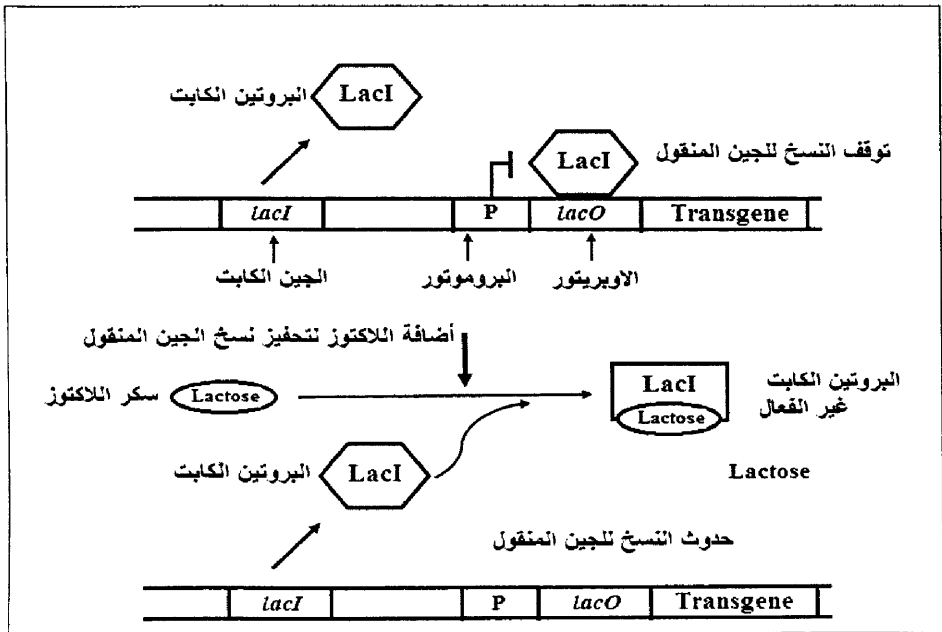 البروتين الكابت LacI
LacI توقف النسخ للجين المنقول
lacI P lacO Transgene
الجين الكابت البروموتور الاوبريتور
أضافة اللاكتوز لتحفيز نسخ الجين المنقول
سكر اللاكتوز Lactose LacI البروتين الكابت
Lactose غير الفعال
البروتين الكابت LacI Lactose
حدوث النسخ للجين المنقول
lacI P lacO Transgene